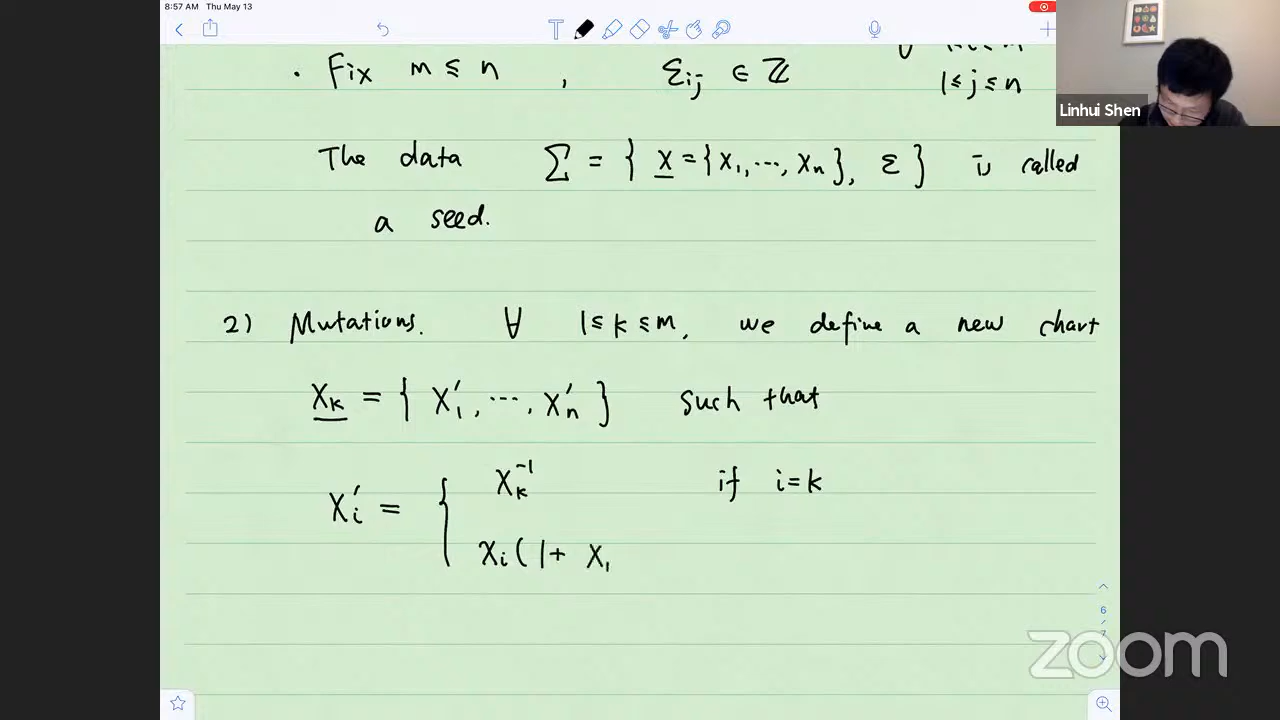 8:57 AM Thu May 13
Linhui Shen
· Fix m ≤ n , ε_ij ∈ ℤ
1 ≤ j ≤ n
The data Σ = { X = {X_1, ..., X_n}, ε } is called
a seed.
2) Mutations. ∀ 1 ≤ k ≤ m, we define a new chart
X_k = { X'_1, ..., X'_n } such that
X'_i = { X_k^{-1} if i = k
X_i ( 1 + X_1
6
7
zoom